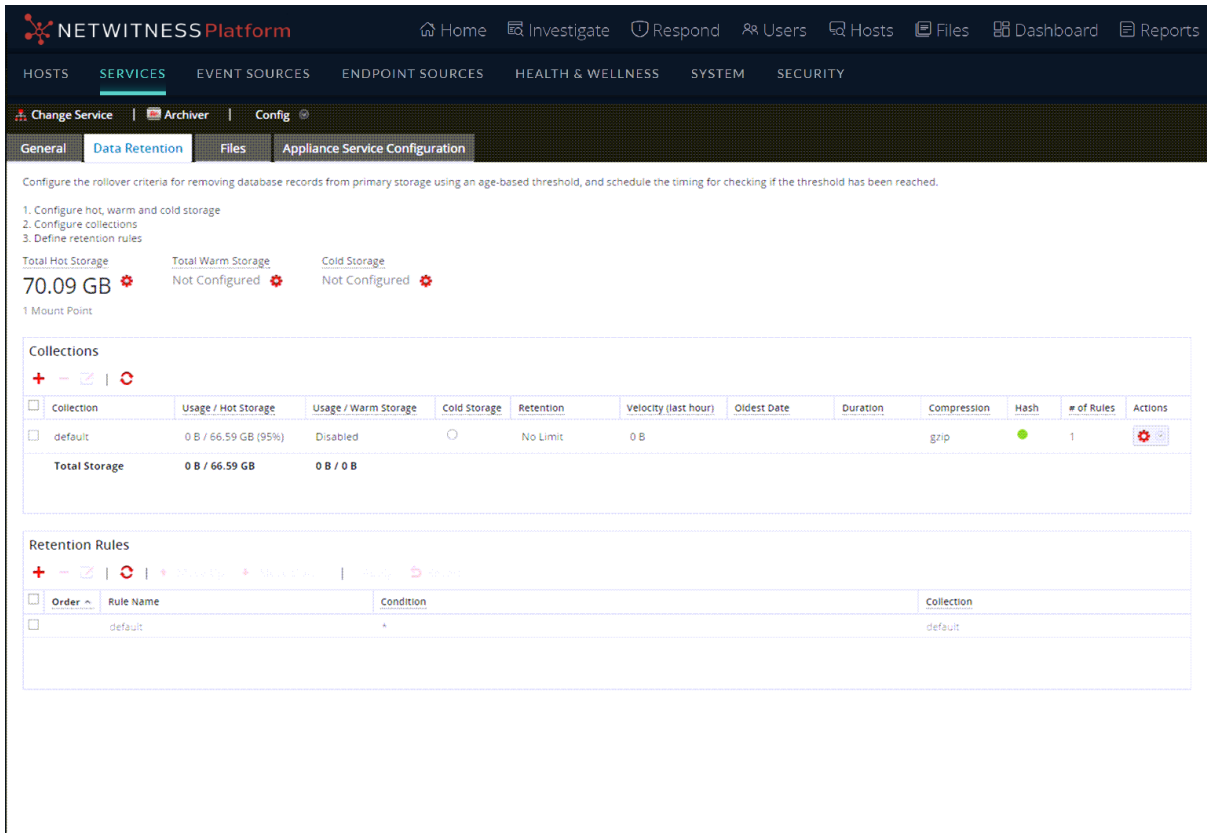 NETWITNESS Platform Home Investigate Respond Users Hosts Files Dashboard Reports
HOSTS SERVICES EVENT SOURCES ENDPOINT SOURCES HEALTH & WELLNESS SYSTEM SECURITY
Change Service | Archiver | Config
General Data Retention Files Appliance Service Configuration
Configure the rollover criteria for removing database records from primary storage using an age-based threshold, and schedule the timing for checking if the threshold has been reached.
1. Configure hot, warm and cold storage
2. Configure collections
3. Define retention rules
Total Hot Storage Total Warm Storage Cold Storage
70.09 GB Not Configured Not Configured
1 Mount Point
Collections
Collection Usage / Hot Storage Usage / Warm Storage Cold Storage Retention Velocity (last hour) Oldest Date Duration Compression Hash # of Rules Actions
default 0 B / 66.59 GB (95%) Disabled No Limit 0 B gzip 1
Total Storage 0 B / 66.59 GB 0 B / 0 B
Retention Rules
Order Rule Name Condition Collection
default * default